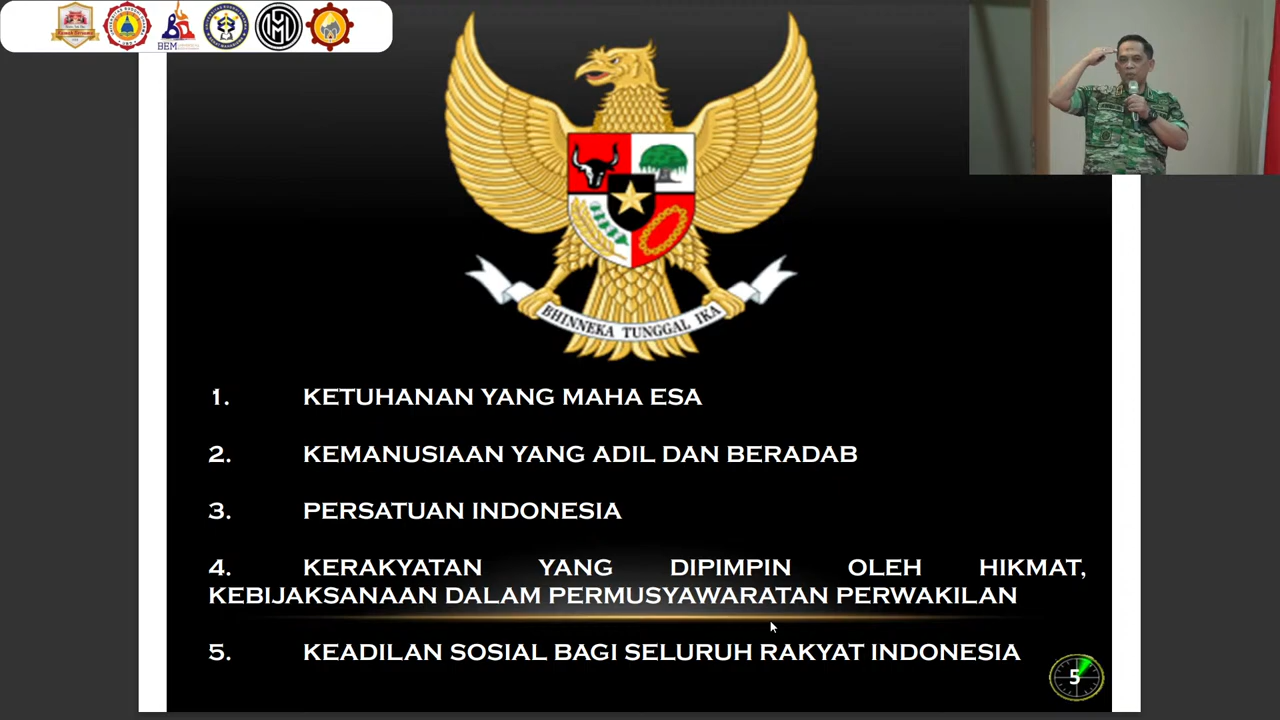 BEM
BHINNEKA TUNGGAL IKA
1. KETUHANAN YANG MAHA ESA
2. KEMANUSIAAN YANG ADIL DAN BERADAB
3. PERSATUAN INDONESIA
4. KERAKYATAN YANG DIPIMPIN OLEH HIKMAT,
KEBIJAKSANAAN DALAM PERMUSYAWARATAN PERWAKILAN
5. KEADILAN SOSIAL BAGI SELURUH RAKYAT INDONESIA
5